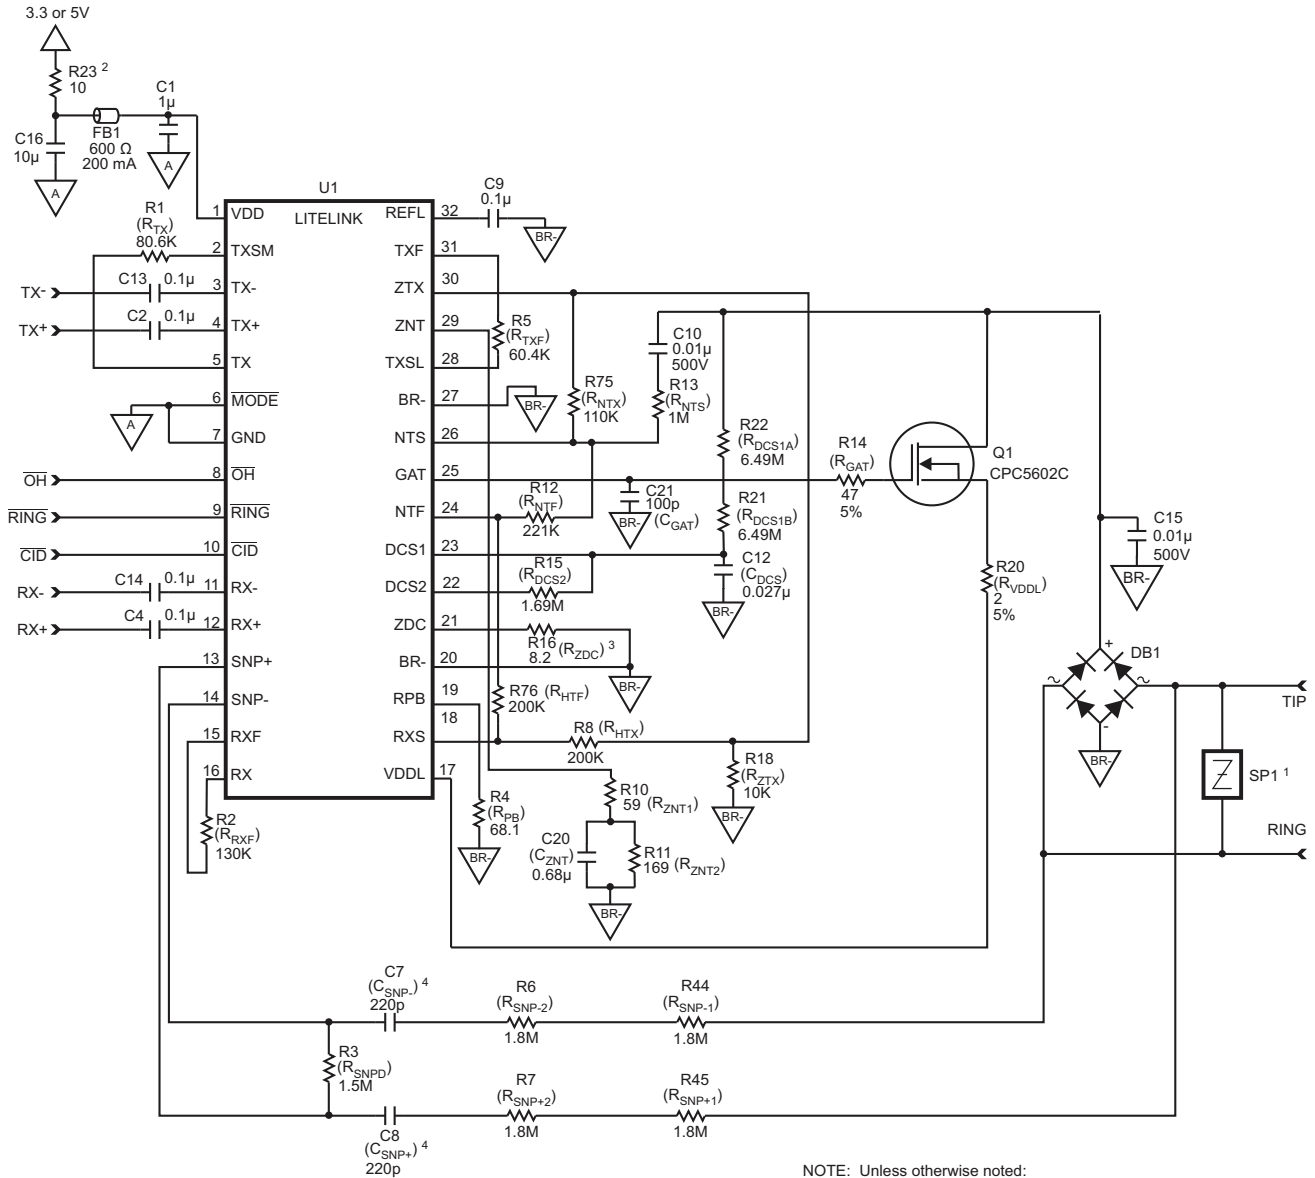 3.3 or 5V
R23 2
10
C1
1µ
C16
10µ
FB1
600 Ω
200 mA
A
A
U1
LITELINK
R1
(RTX)
80.6K
C13 0.1µ
TX-
C2 0.1µ
TX+
A
OH
RING
CID
RX-
C14 0.1µ
RX+
C4 0.1µ
1 VDD
2 TXSM
3 TX-
4 TX+
5 TX
6 MODE
7 GND
8 OH
9 RING
10 CID
11 RX-
12 RX+
13 SNP+
14 SNP-
15 RXF
16 RX
REFL 32
TXF 31
ZTX 30
ZNT 29
TXSL 28
BR- 27
NTS 26
GAT 25
NTF 24
DCS1 23
DCS2 22
ZDC 21
BR- 20
RPB 19
RXS 18
VDDL 17
R2
(RRXF)
130K
C9
0.1µ
BR-
R5
(RTXF)
60.4K
BR-
R75
(RNTX)
110K
C10
0.01µ
500V
R13
(RNTS)
1M
R22
(RDCS1A)
6.49M
R14
(RGAT)
47
5%
Q1
CPC5602C
R12
(RNTF)
221K
C21
100p
(CGAT)
BR-
R21
(RDCS1B)
6.49M
C15
0.01µ
500V
BR-
R15
(RDCS2)
1.69M
C12
(CDCS)
0.027µ
BR-
R20
(RVDDL)
2
5%
R16 (RZDC) 3
8.2
BR-
R76 (RHTF)
200K
R8 (RHTX)
200K
R18
(RZTX)
10K
BR-
R4
(RPB)
68.1
BR-
R10
59 (RZNT1)
C20
(CZNT)
0.68µ
R11
169 (RZNT2)
BR-
+
DB1
~
~
-
BR-
TIP
SP1 1
RING
C7
(CSNP-) 4
220p
R6
(RSNP-2)
1.8M
R44
(RSNP-1)
1.8M
R3
(RSNPD)
1.5M
R7
(RSNP+2)
1.8M
R45
(RSNP+1)
1.8M
C8
(CSNP+) 4
220p
NOTE: Unless otherwise noted: